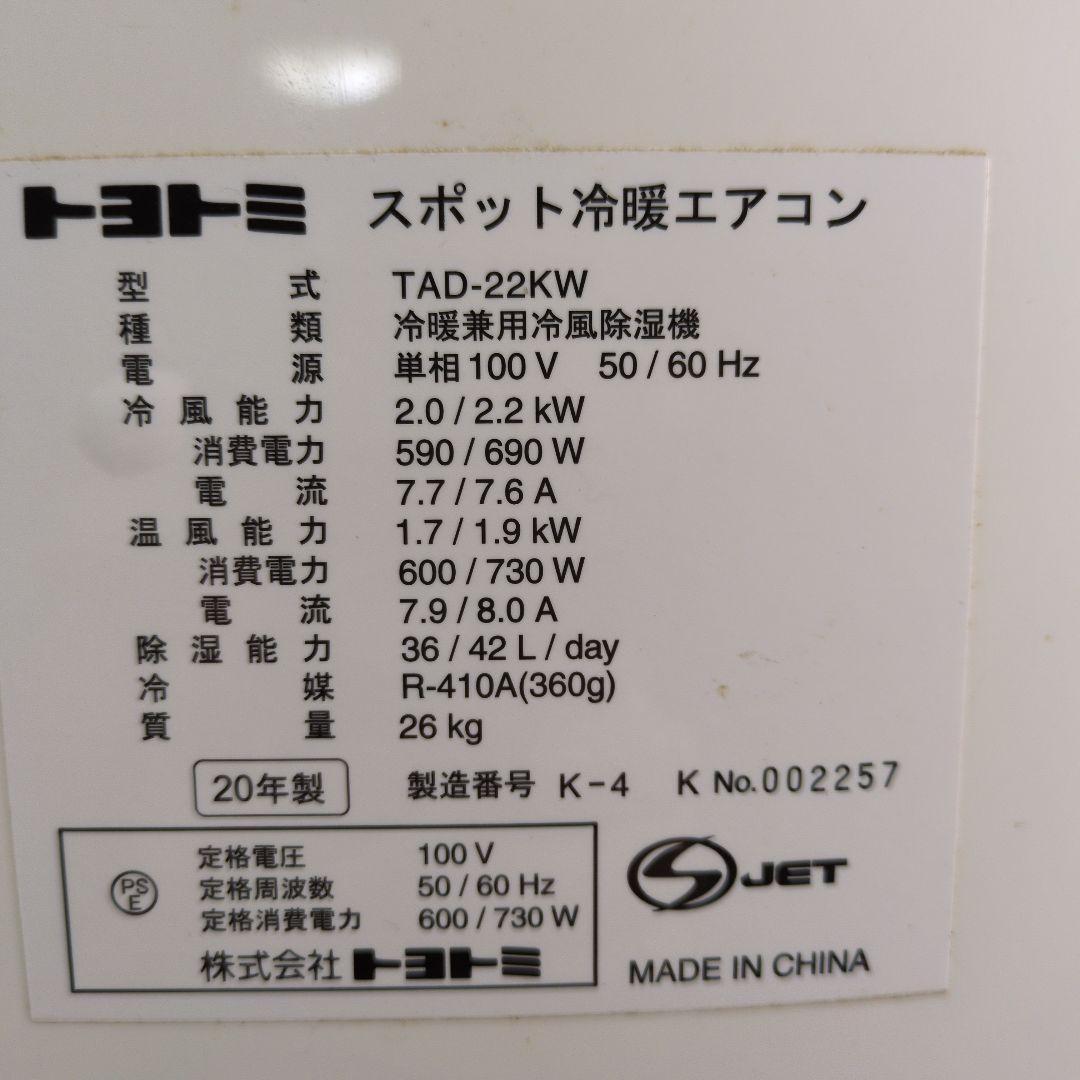 トヨトミ スポット冷暖エアコン
型式 TAD-22KW
種類 冷暖兼用冷風除湿機
電源 単相100V 50/60Hz
冷風能力 2.0/2.2kW
消費電力 590/690W
電流 7.7/7.6A
温風能力 1.7/1.9kW
消費電力 600/730W
電流 7.9/8.0A
除湿能力 36/42L/day
冷媒 R-410A(360g)
質量 26kg
20年製 製造番号 K-4 K No.002257
定格電圧 100V
PSE 定格周波数 50/60Hz
定格消費電力 600/730W
株式会社トヨトミ
S JET
MADE IN CHINA